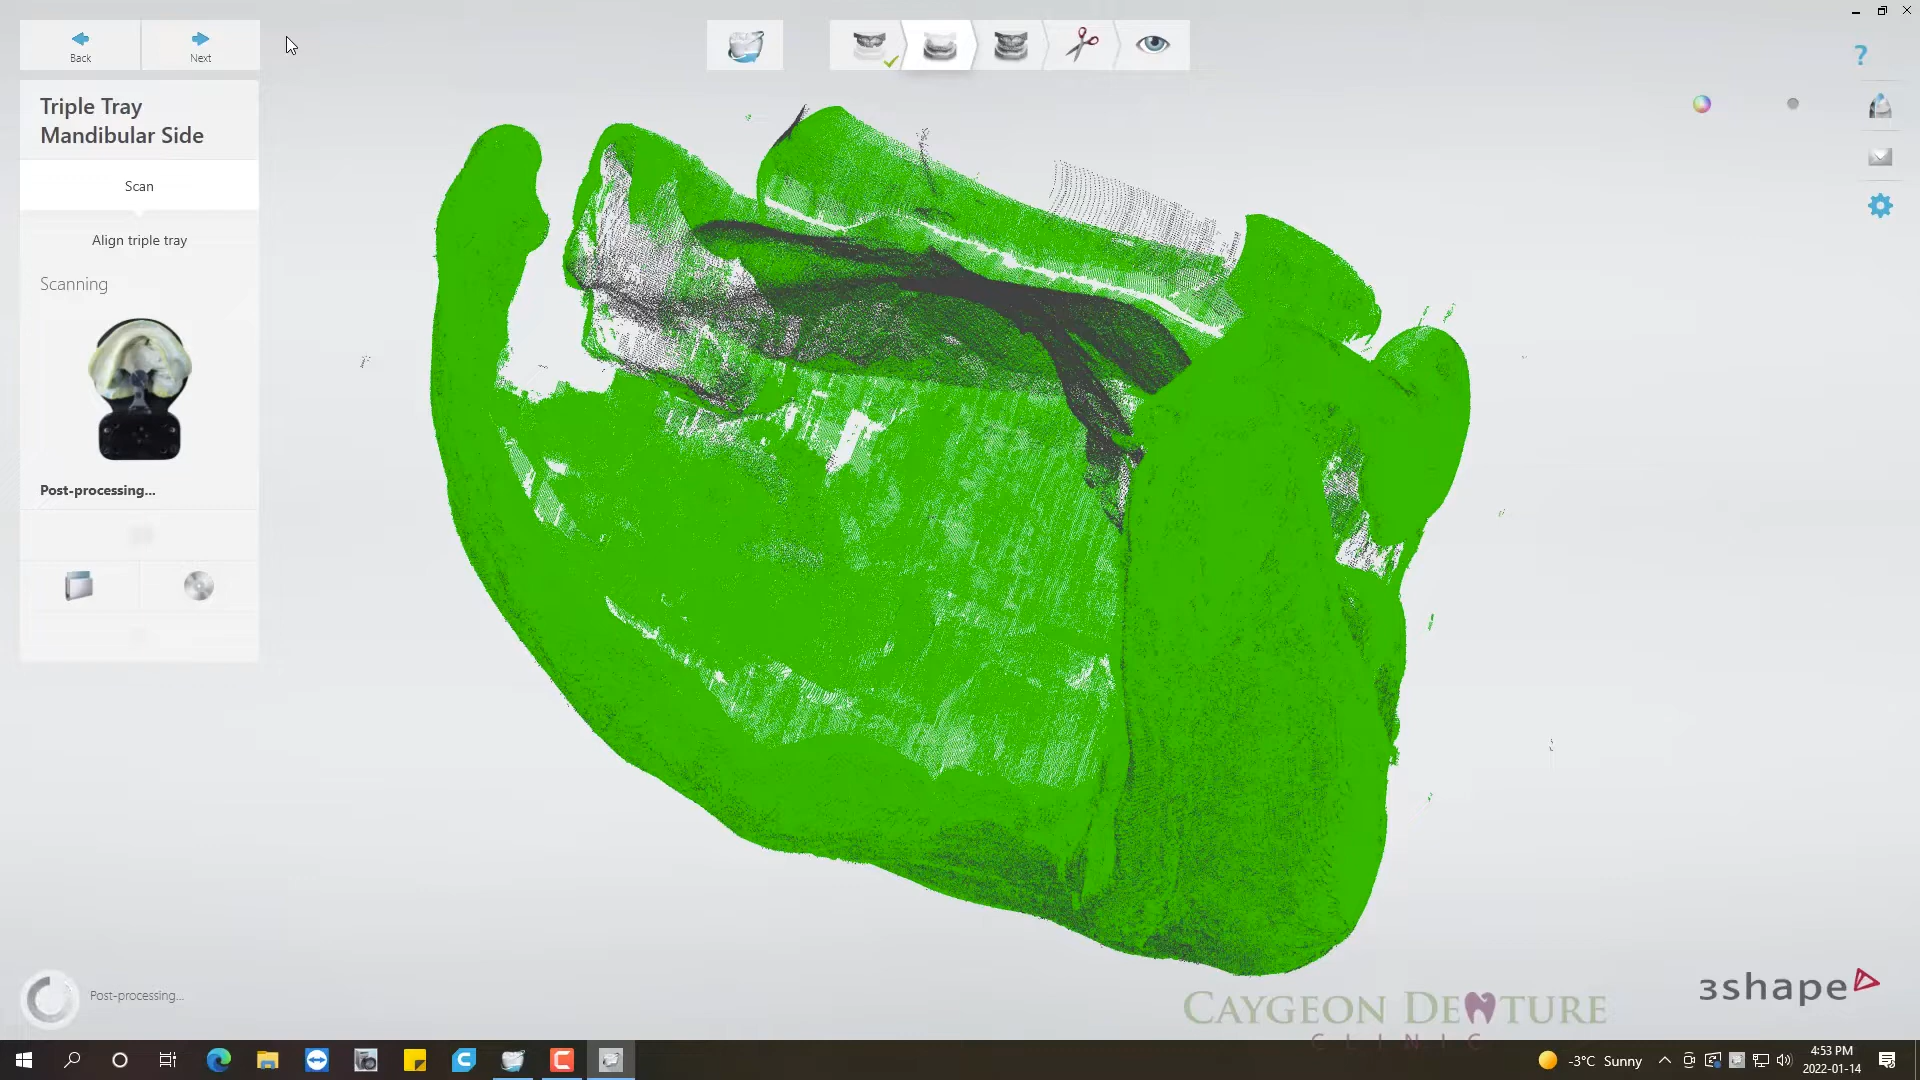 Back
Next
?
Triple Tray
Mandibular Side
Scan
Align triple tray
Scanning
Post-processing...
Post-processing...
3shape
CAYGEON DENTURE
CLINIC
-3°C Sunny
4:53 PM
2022-01-14